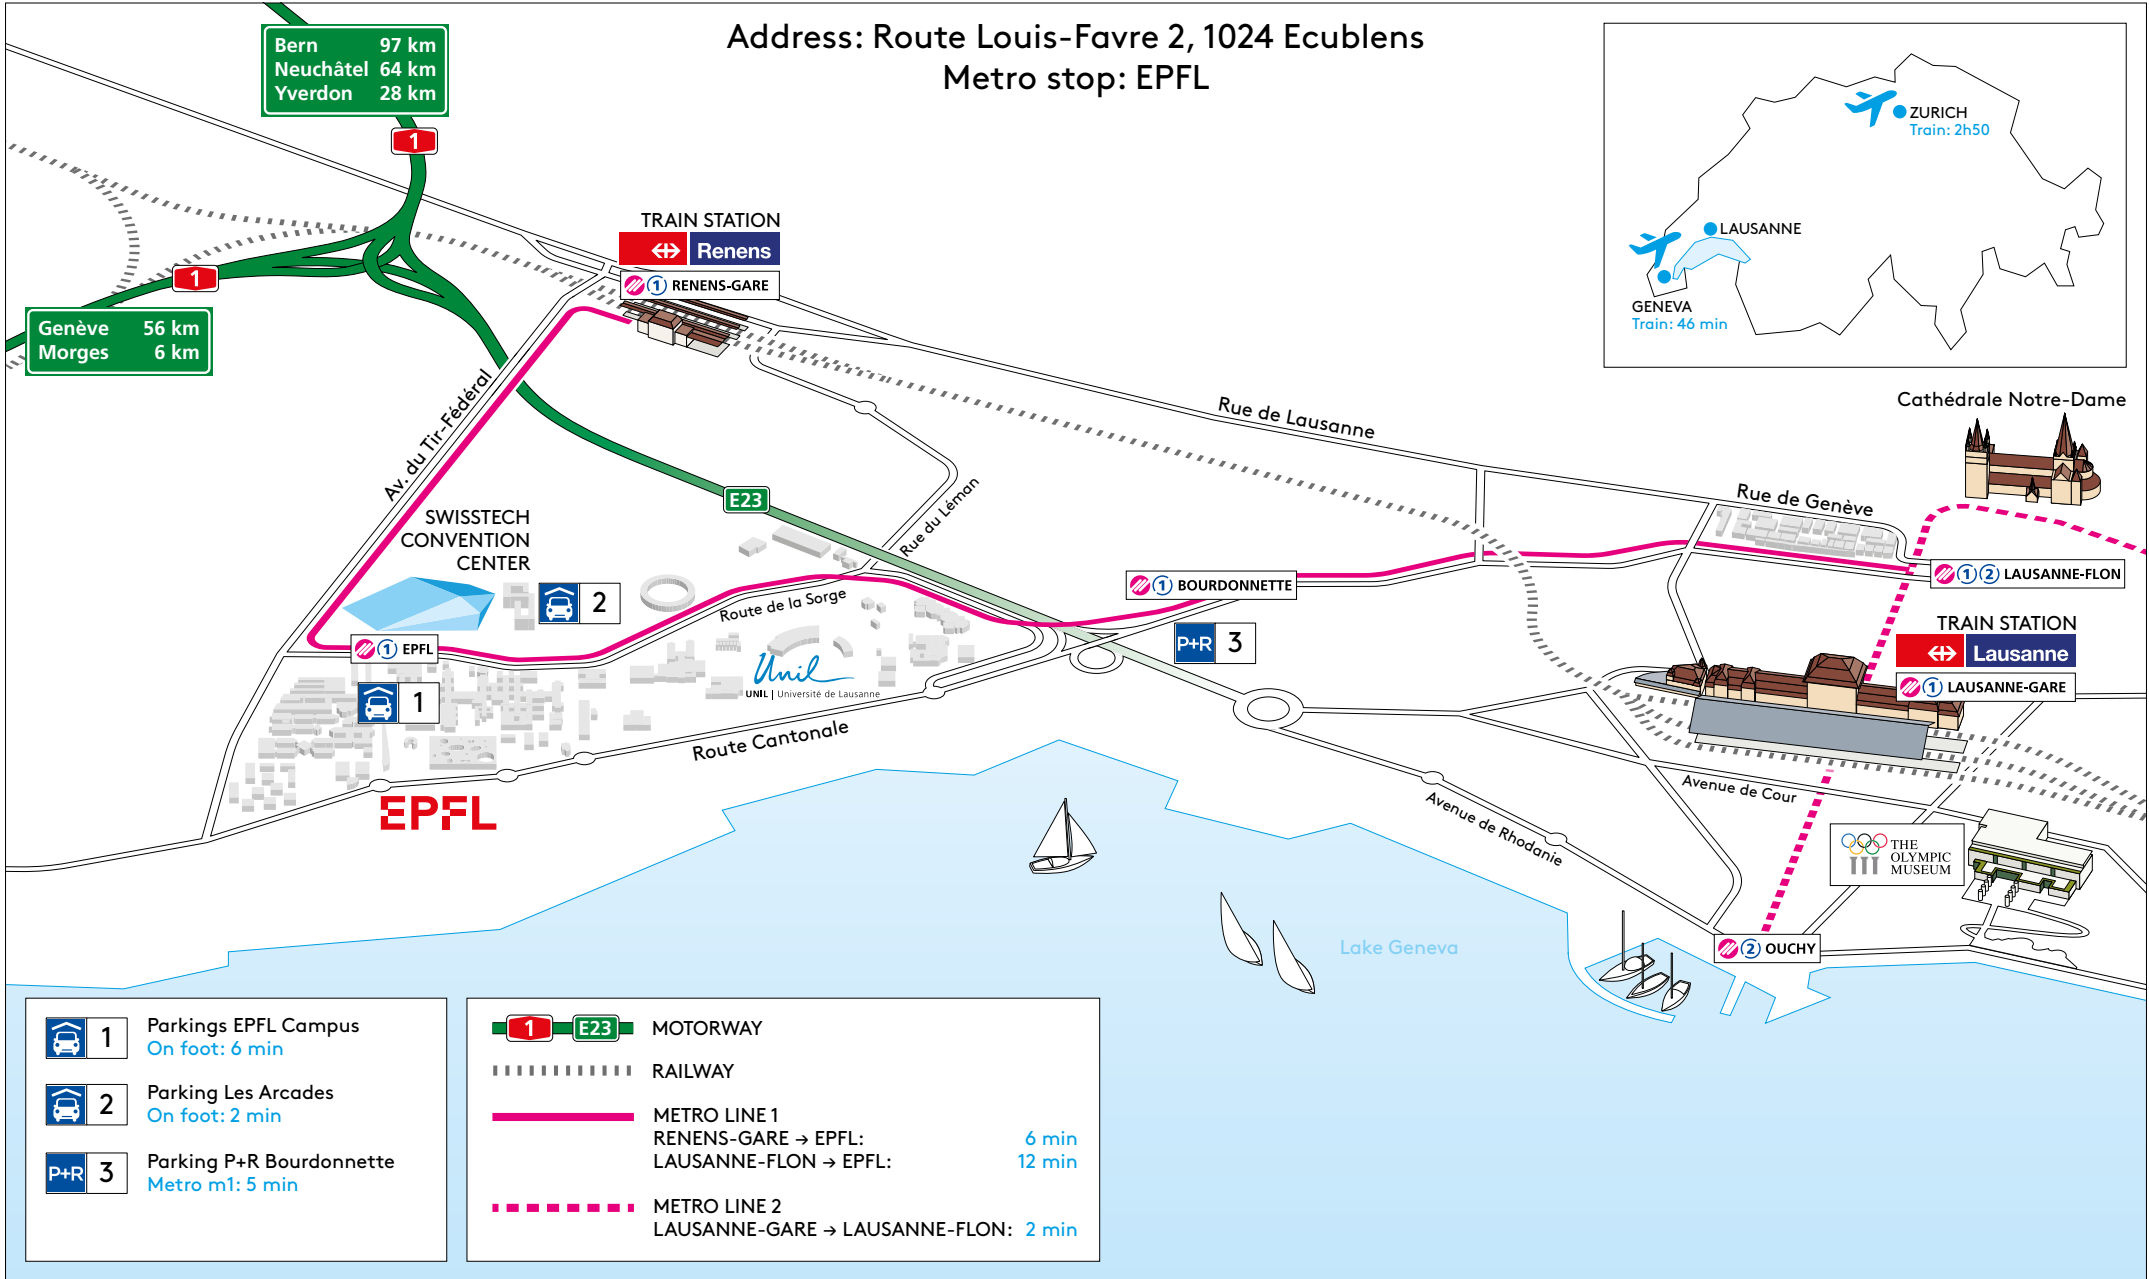 Address: Route Louis-Favre 2, 1024 Ecublens
Metro stop: EPFL
Bern 97 km
Neuchâtel 64 km
Yverdon 28 km
1
1
Genève 56 km
Morges 6 km
ZURICH
Train: 2h50
LAUSANNE
GENEVA
Train: 46 min
TRAIN STATION
Renens
1 RENENS-GARE
Av. du Tir-Fédéral
Rue de Lausanne
Cathédrale Notre-Dame
E23
Rue du Léman
Rue de Genève
SWISSTECH
CONVENTION
CENTER
2
Route de la Sorge
1 BOURDONNETTE
1 2 LAUSANNE-FLON
P+R 3
TRAIN STATION
Lausanne
1 LAUSANNE-GARE
1 EPFL
1
Unil
UNIL | Université de Lausanne
Route Cantonale
EPFL
Avenue de Cour
Avenue de Rhodanie
THE
OLYMPIC
MUSEUM
2 OUCHY
Lake Geneva
1 Parkings EPFL Campus
On foot: 6 min
2 Parking Les Arcades
On foot: 2 min
P+R 3 Parking P+R Bourdonnette
Metro m1: 5 min
1 E23 MOTORWAY
RAILWAY
METRO LINE 1
RENENS-GARE → EPFL: 6 min
LAUSANNE-FLON → EPFL: 12 min
METRO LINE 2
LAUSANNE-GARE → LAUSANNE-FLON: 2 min